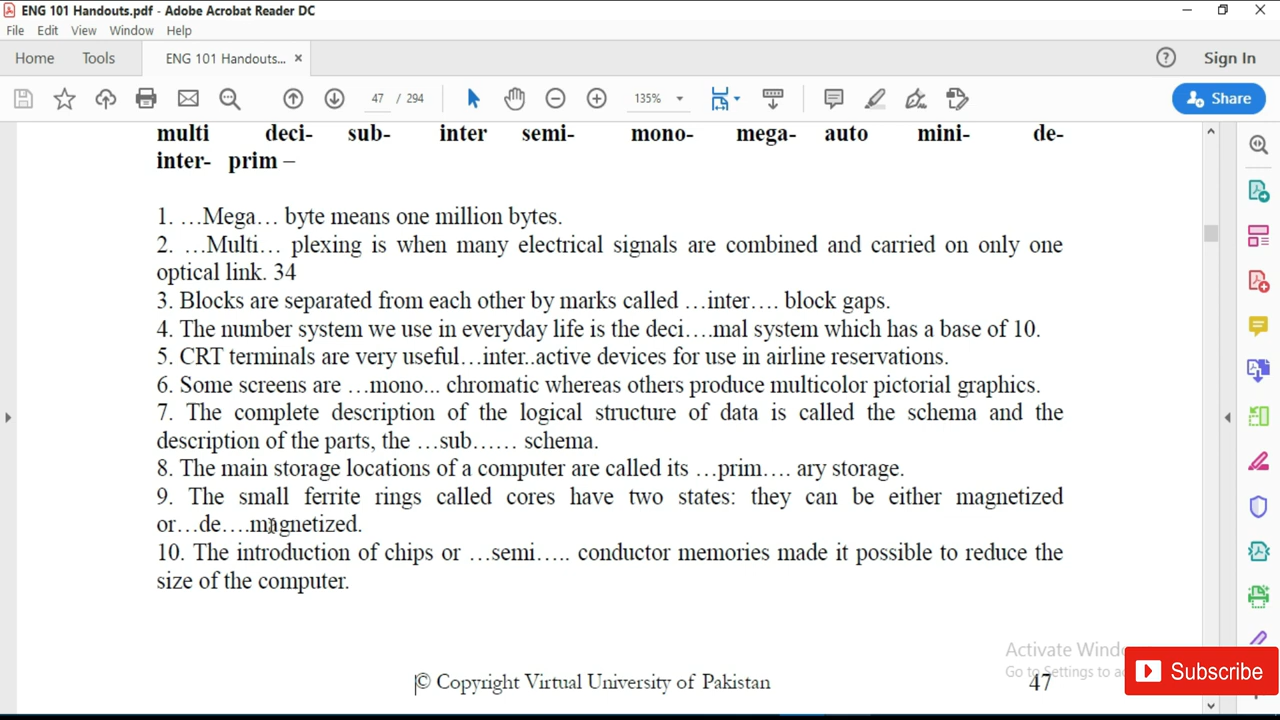 ENG 101 Handouts.pdf - Adobe Acrobat Reader DC
File Edit View Window Help
Home Tools ENG 101 Handouts... × Sign In
47 / 294 135% Share
multi deci- sub- inter semi- mono- mega- auto mini- de-
inter- prim –
1. …Mega… byte means one million bytes.
2. …Multi… plexing is when many electrical signals are combined and carried on only one
optical link. 34
3. Blocks are separated from each other by marks called …inter…. block gaps.
4. The number system we use in everyday life is the deci….mal system which has a base of 10.
5. CRT terminals are very useful…inter..active devices for use in airline reservations.
6. Some screens are …mono... chromatic whereas others produce multicolor pictorial graphics.
7. The complete description of the logical structure of data is called the schema and the
description of the parts, the …sub…… schema.
8. The main storage locations of a computer are called its …prim…. ary storage.
9. The small ferrite rings called cores have two states: they can be either magnetized
or…de….magnetized.
10. The introduction of chips or …semi….. conductor memories made it possible to reduce the
size of the computer.
Activate Windo
Go to Settings to a
Subscribe
© Copyright Virtual University of Pakistan 47